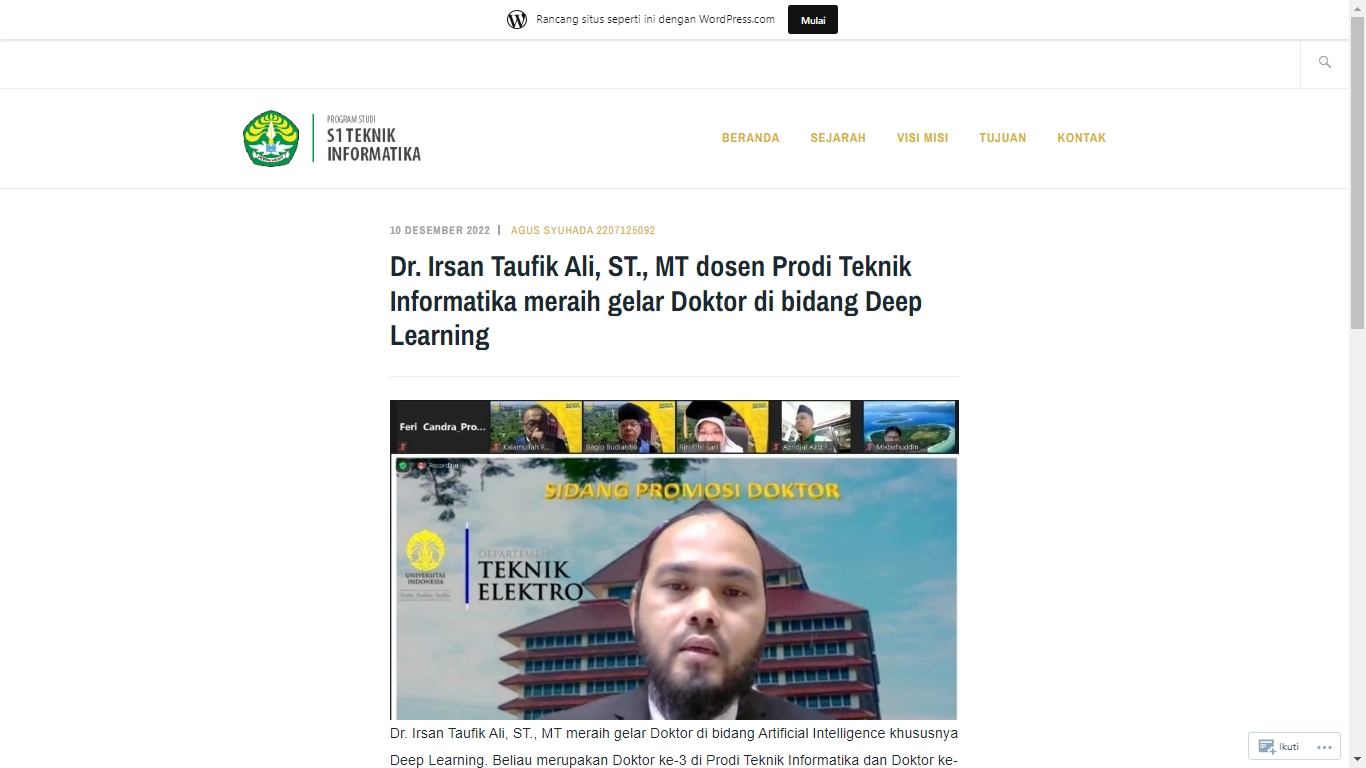 Rancang situs seperti ini dengan WordPress.com
Mulai
PROGRAM STUDI
S1 TEKNIK
INFORMATIKA
BERANDA SEJARAH VISI MISI TUJUAN KONTAK
10 DESEMBER 2022 | AGUS SYUHADA 2207125092
Dr. Irsan Taufik Ali, ST., MT dosen Prodi Teknik
Informatika meraih gelar Doktor di bidang Deep
Learning
Feri Candra_Pro...
Kalamullah R...
Bagio Budiardjo
Riri Fitri Sari
Azridjal Aziz F...
Misbahuddin
Recording
SIDANG PROMOSI DOKTOR
UNIVERSITAS
INDONESIA
DEPARTEMEN
TEKNIK
ELEKTRO
Dr. Irsan Taufik Ali, ST., MT meraih gelar Doktor di bidang Artificial Intelligence khususnya
Deep Learning. Beliau merupakan Doktor ke-3 di Prodi Teknik Informatika dan Doktor ke-
Ikuti